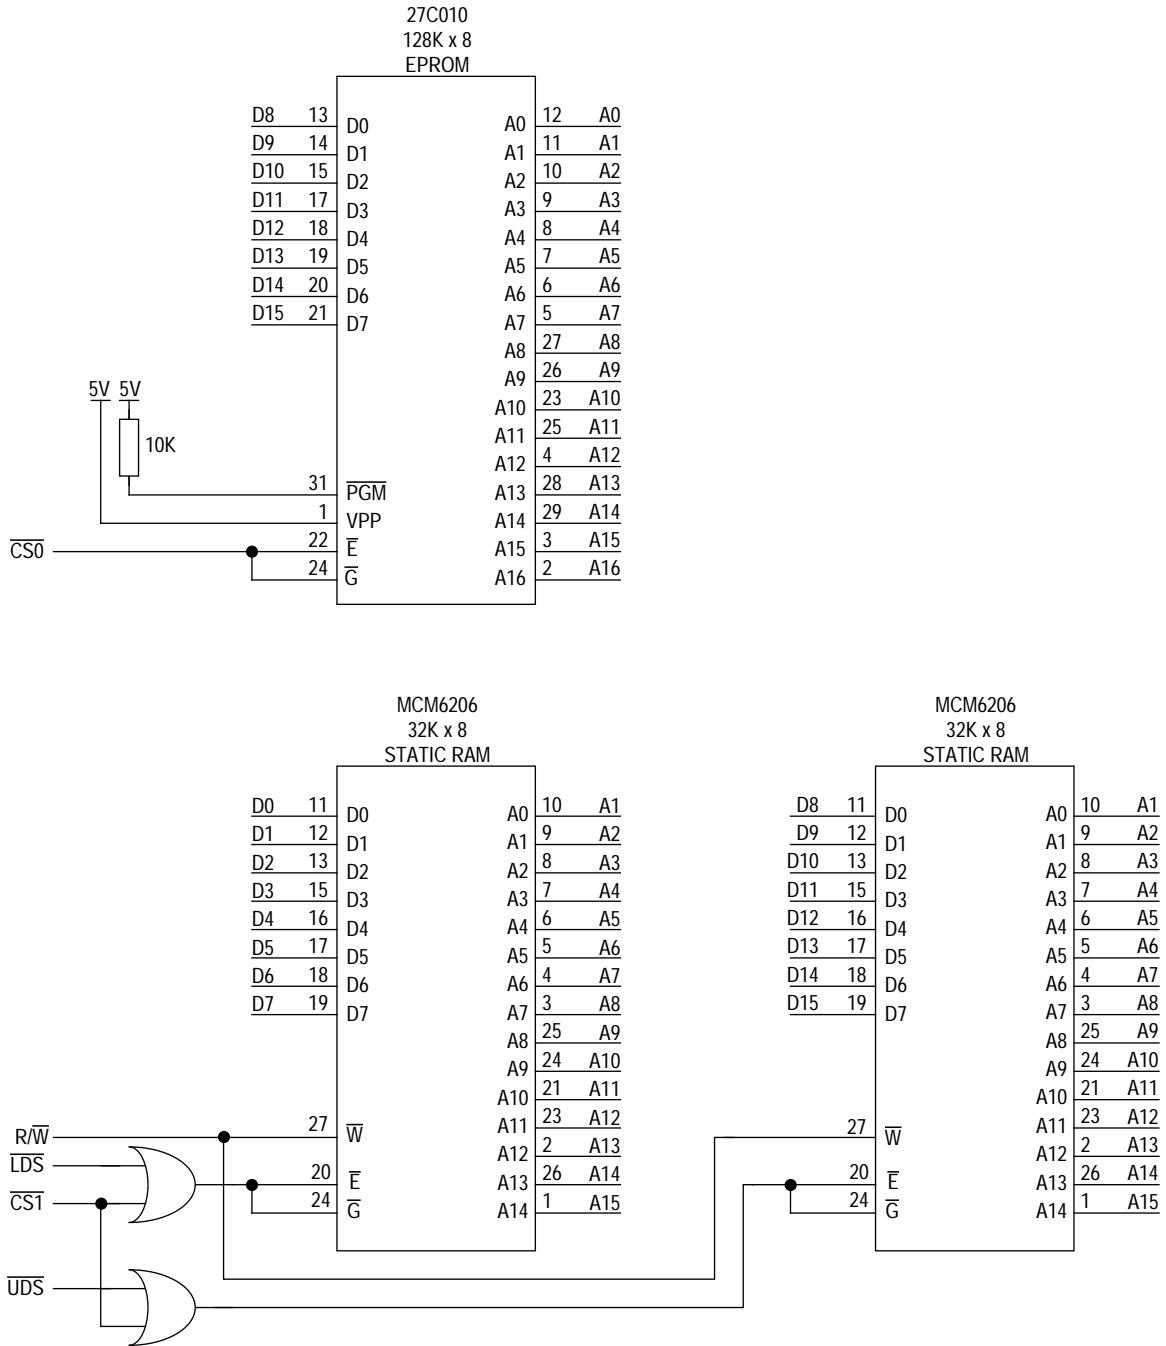 27C010
128K x 8
EPROM
D8 13 D0 A0 12 A0
D9 14 D1 A1 11 A1
D10 15 D2 A2 10 A2
D11 17 D3 A3 9 A3
D12 18 D4 A4 8 A4
D13 19 D5 A5 7 A5
D14 20 D6 A6 6 A6
D15 21 D7 A7 5 A7
A8 27 A8
A9 26 A9
5V 5V
A10 23 A10
10K
A11 25 A11
A12 4 A12
31 PGM A13 28 A13
1 VPP A14 29 A14
CS0 22 E A15 3 A15
24 G A16 2 A16
MCM6206
32K x 8
STATIC RAM
D0 11 D0 A0 10 A1
D1 12 D1 A1 9 A2
D2 13 D2 A2 8 A3
D3 15 D3 A3 7 A4
D4 16 D4 A4 6 A5
D5 17 D5 A5 5 A6
D6 18 D6 A6 4 A7
D7 19 D7 A7 3 A8
A8 25 A9
A9 24 A10
A10 21 A11
R/W 27 W A11 23 A12
LDS
A12 2 A13
20 E A13 26 A14
CS1 24 G A14 1 A15
UDS
MCM6206
32K x 8
STATIC RAM
D8 11 D0 A0 10 A1
D9 12 D1 A1 9 A2
D10 13 D2 A2 8 A3
D11 15 D3 A3 7 A4
D12 16 D4 A4 6 A5
D13 17 D5 A5 5 A6
D14 18 D6 A6 4 A7
D15 19 D7 A7 3 A8
A8 25 A9
A9 24 A10
A10 21 A11
27 W A11 23 A12
A12 2 A13
20 E A13 26 A14
24 G A14 1 A15